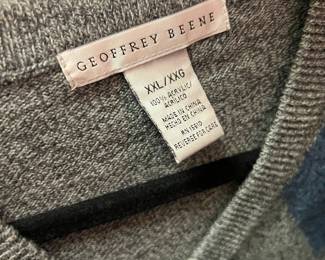 GEOFFREY BEENE
XXL/XXG
100% ACRYLIC/
ACRILICO
MADE IN CHINA
HECHO EN CHINA
RN 15910
REVERSE FOR CARE